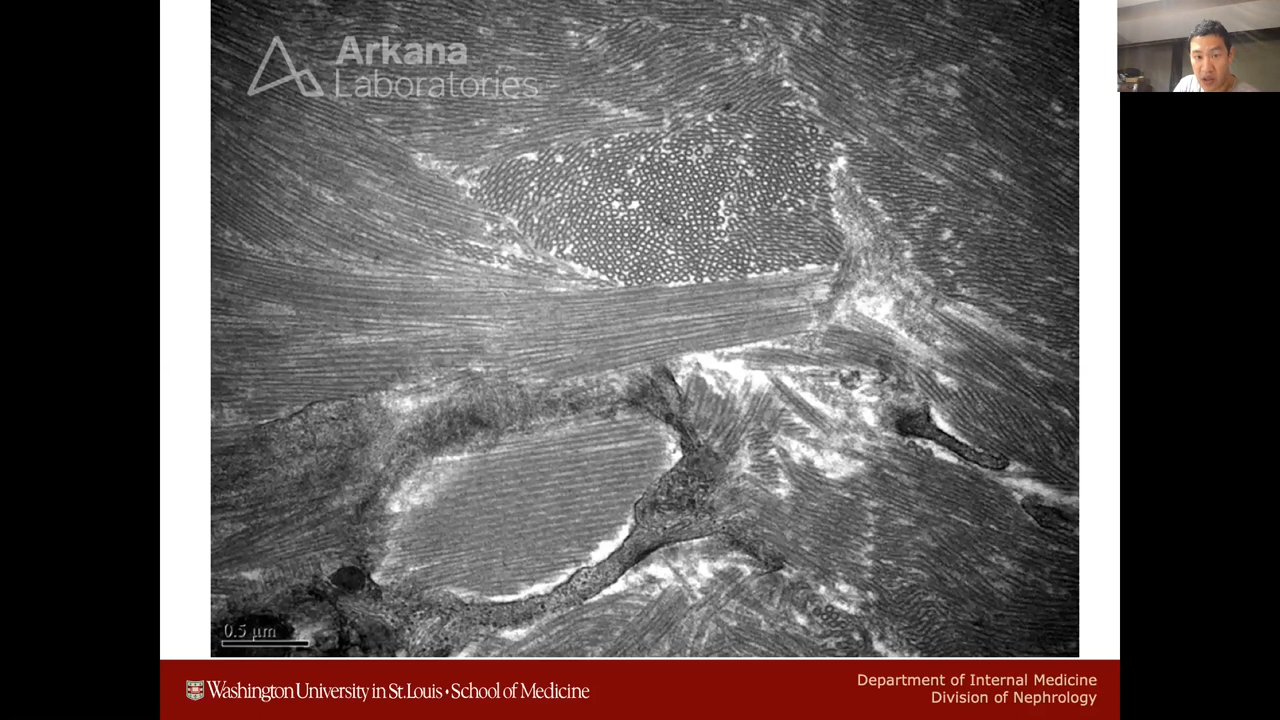 Arkana
Laboratories
0.5 µm
Washington University in St. Louis • School of Medicine
Department of Internal Medicine
Division of Nephrology